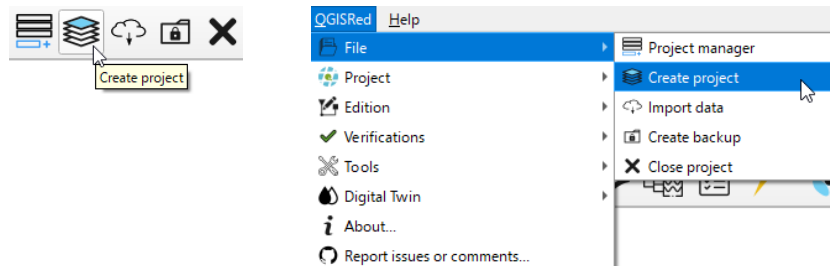 Create project
QGISRed Help
File
Project
Edition
Verifications
Tools
Digital Twin
About...
Report issues or comments...
Project manager
Create project
Import data
Create backup
Close project